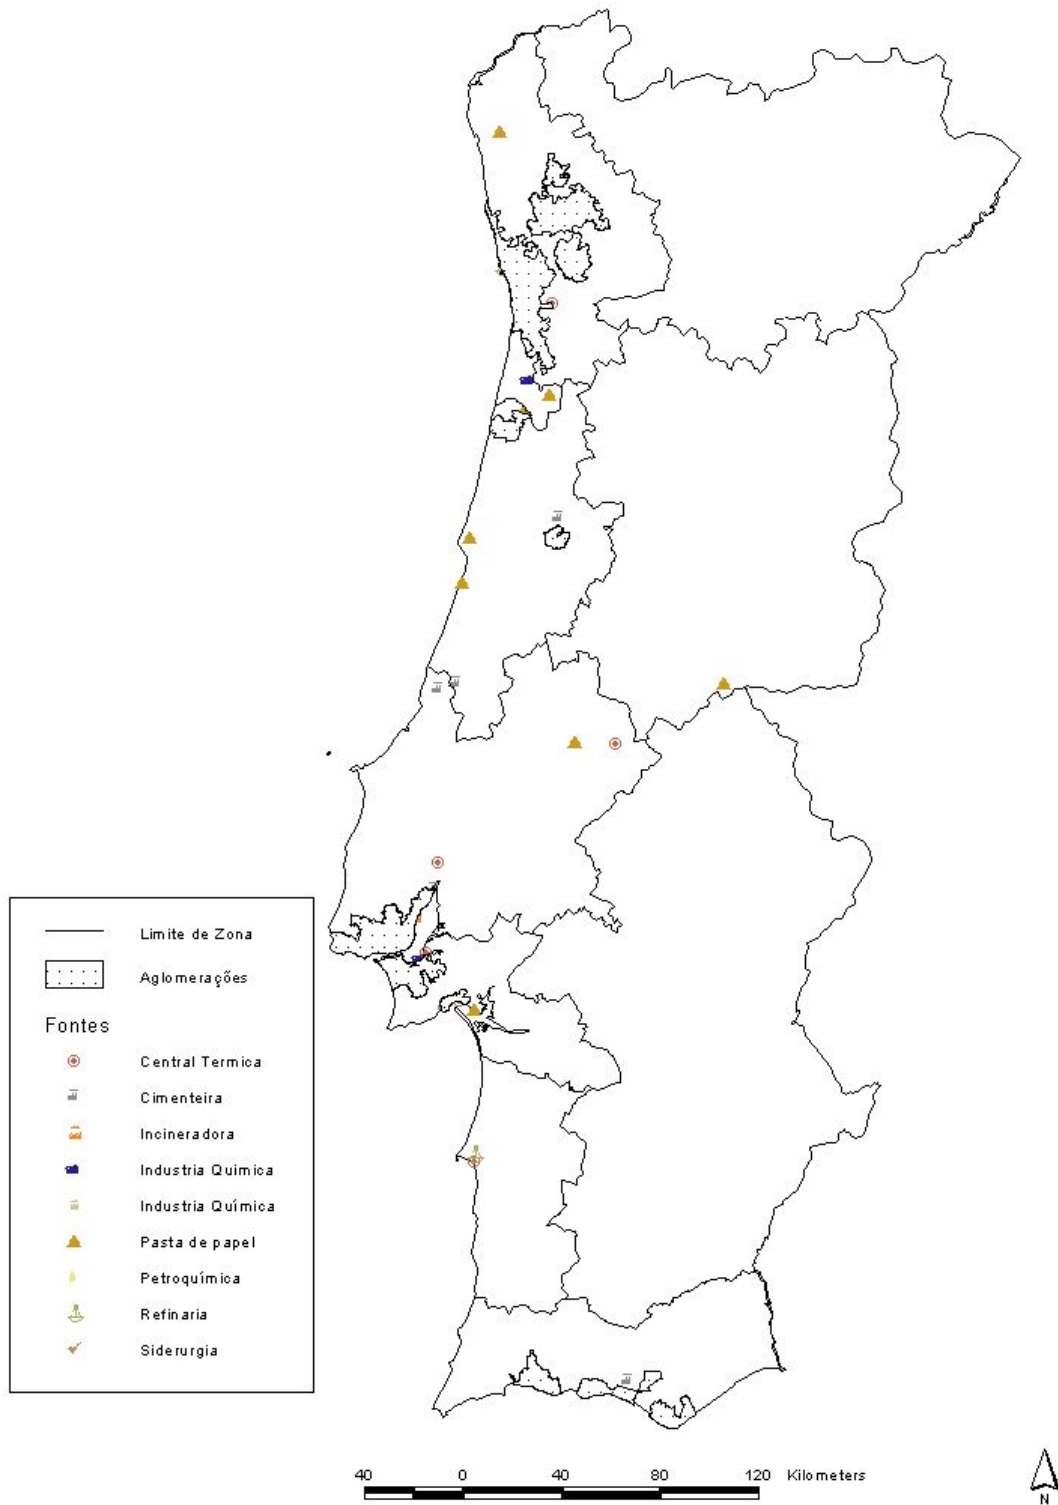 Limite de Zona
Aglomerações
Fontes
Central Termica
Cimenteira
Incineradora
Industria Quimica
Industria Química
Pasta de papel
Petroquímica
Refinaria
Siderurgia
40 0 40 80 120 Kilometers
N